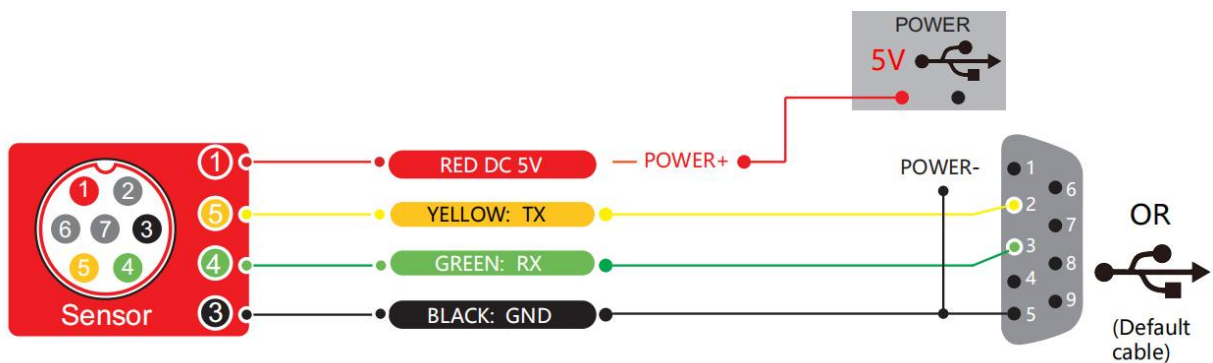 POWER
5V
1 RED DC 5V POWER+
POWER-
5 YELLOW: TX
4 GREEN: RX
3 BLACK: GND
1 2
6 7 3
5 4
Sensor
1
6
2
7
3
8
4
9
5
OR
(Default
cable)